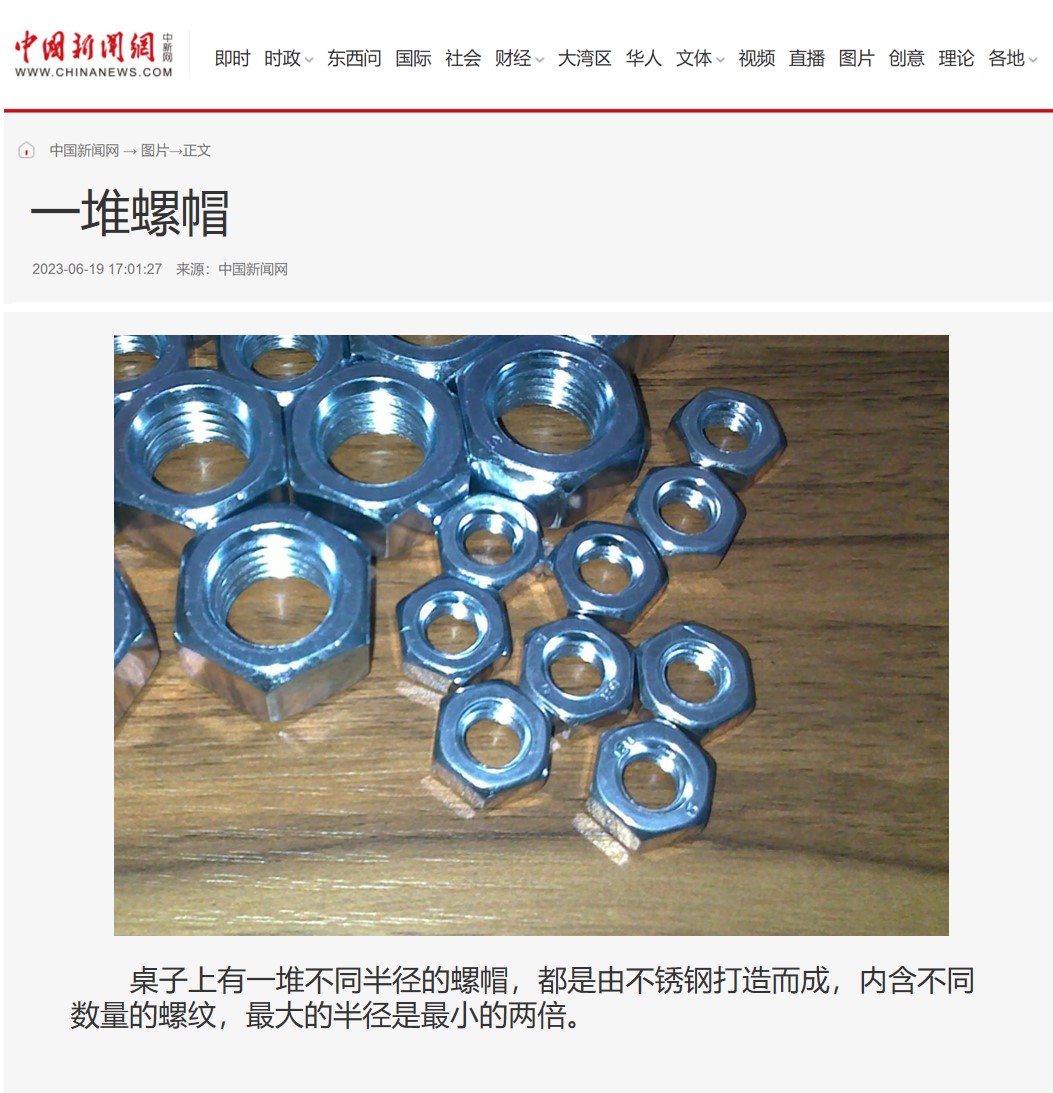 中國新聞網 中新网
WWW.CHINANEWS.COM
即时 时政 东西问 国际 社会 财经 大湾区 华人 文体 视频 直播 图片 创意 理论 各地
中国新闻网 → 图片→正文
一堆螺帽
2023-06-19 17:01:27 来源：中国新闻网
桌子上有一堆不同半径的螺帽，都是由不锈钢打造而成，内含不同
数量的螺纹，最大的半径是最小的两倍。